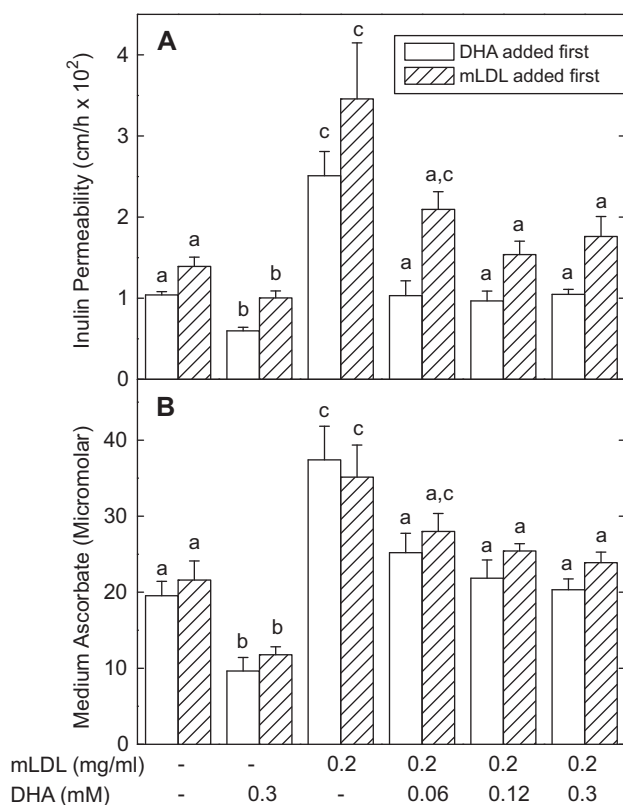 A
DHA added first
mLDL added first
Inulin Permeability (cm/h x 10²)
4
3
2
1
0
a a b b c c a a,c a a a a
B
Medium Ascorbate (Micromolar)
40
30
20
10
0
a a b b c c a a,c a a a a
mLDL (mg/ml) - - 0.2 0.2 0.2 0.2
DHA (mM) - 0.3 - 0.06 0.12 0.3